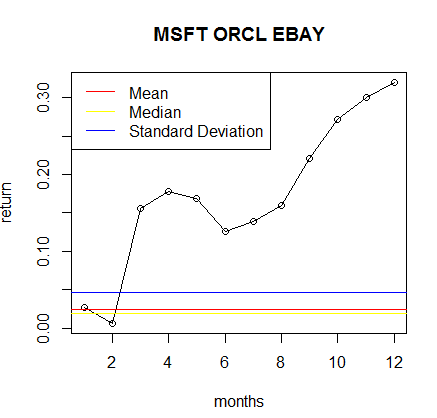 MSFT ORCL EBAY
Mean
Median
Standard Deviation
return
0.30
0.20
0.10
0.00
2 4 6 8 10 12
months